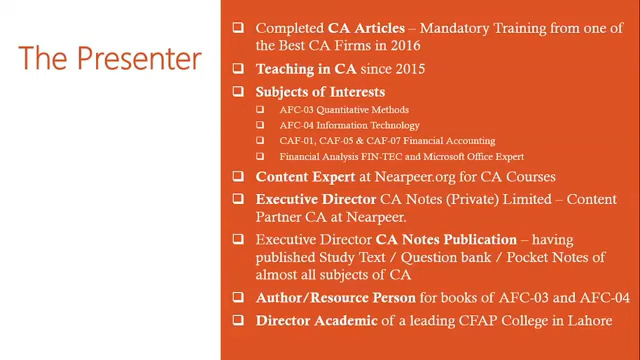 The Presenter
❑ Completed CA Articles – Mandatory Training from one of
the Best CA Firms in 2016
❑ Teaching in CA since 2015
❑ Subjects of Interests
❑ AFC-03 Quantitative Methods
❑ AFC-04 Information Technology
❑ CAF-01, CAF-05 & CAF-07 Financial Accounting
❑ Financial Analysis FIN-TEC and Microsoft Office Expert
❑ Content Expert at Nearpeer.org for CA Courses
❑ Executive Director CA Notes (Private) Limited – Content
Partner CA at Nearpeer.
❑ Executive Director CA Notes Publication – having
published Study Text / Question bank / Pocket Notes of
almost all subjects of CA
❑ Author/Resource Person for books of AFC-03 and AFC-04
❑ Director Academic of a leading CFAP College in Lahore